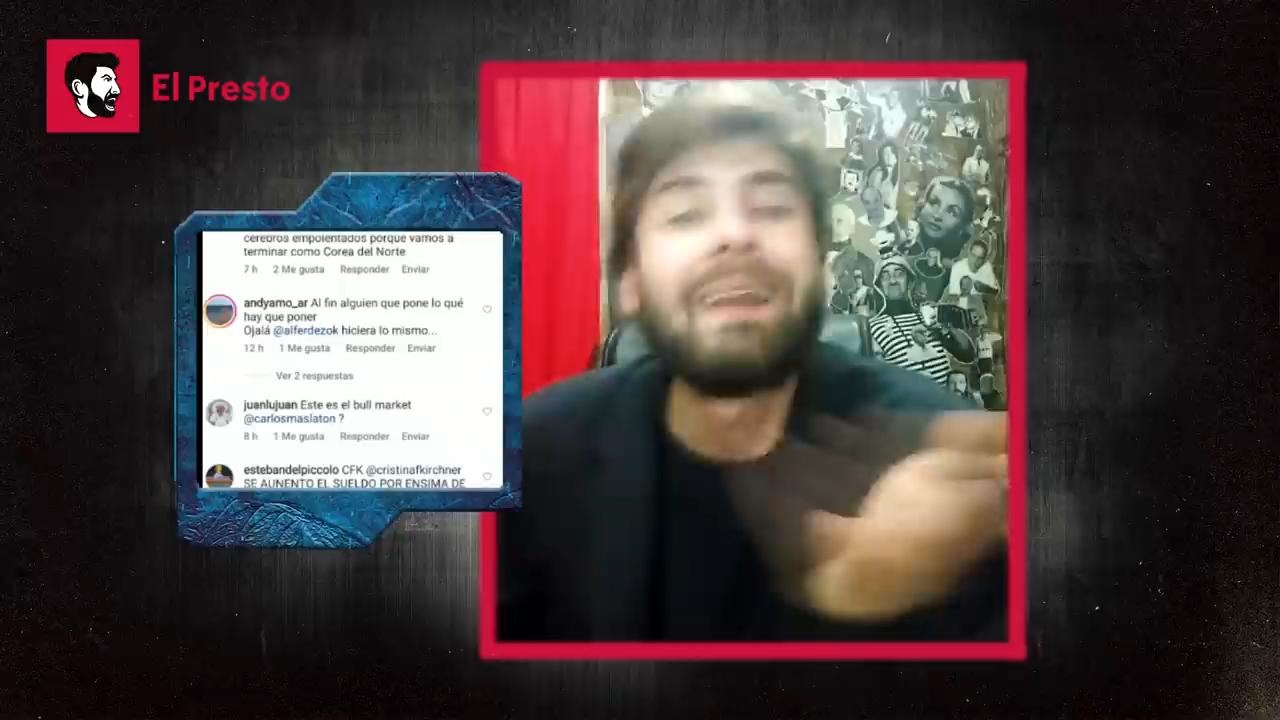 El Presto
cerebroa empolentados porque vamos a
terminar como Corea del Norte
7 h 2 Me gusta Responder Enviar
andyamo_ar Al fin alguien que pone lo qué
hay que poner
Ojalá @alferdezok hiciera lo mismo...
12 h 1 Me gusta Responder Enviar
Ver 2 respuestas
juanlujuan Este es el bull market
@carlosmaslaton ?
8 h 1 Me gusta Responder Enviar
estebandelpiccolo CFK @cristinafkirchner
SE AUNENTO EL SUELDO POR ENSIMA DE